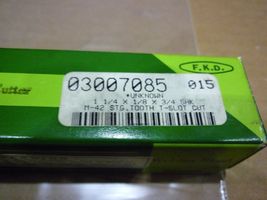 F.K.D.
Cutter
03007085 015
*UNKNOWN
1 1/4 X 1/8 X 3/4 SHK
M-42 STG.TOOTH T-SLOT CUT